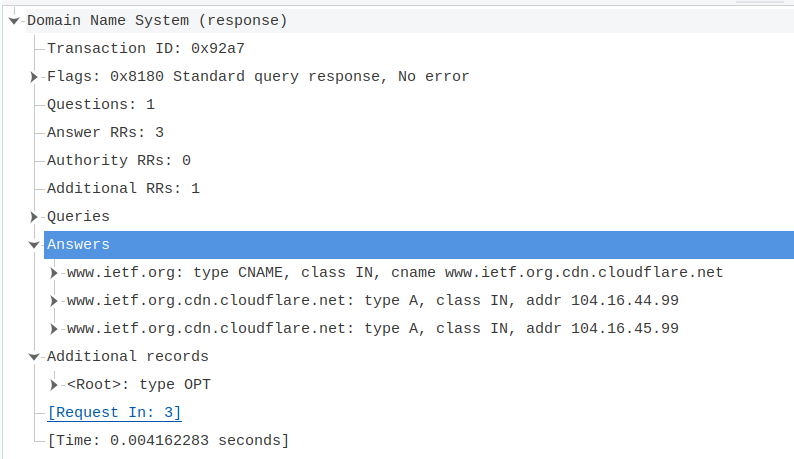 Domain Name System (response)
Transaction ID: 0x92a7
Flags: 0x8180 Standard query response, No error
Questions: 1
Answer RRs: 3
Authority RRs: 0
Additional RRs: 1
Queries
Answers
www.ietf.org: type CNAME, class IN, cname www.ietf.org.cdn.cloudflare.net
www.ietf.org.cdn.cloudflare.net: type A, class IN, addr 104.16.44.99
www.ietf.org.cdn.cloudflare.net: type A, class IN, addr 104.16.45.99
Additional records
<Root>: type OPT
[Request In: 3]
[Time: 0.004162283 seconds]